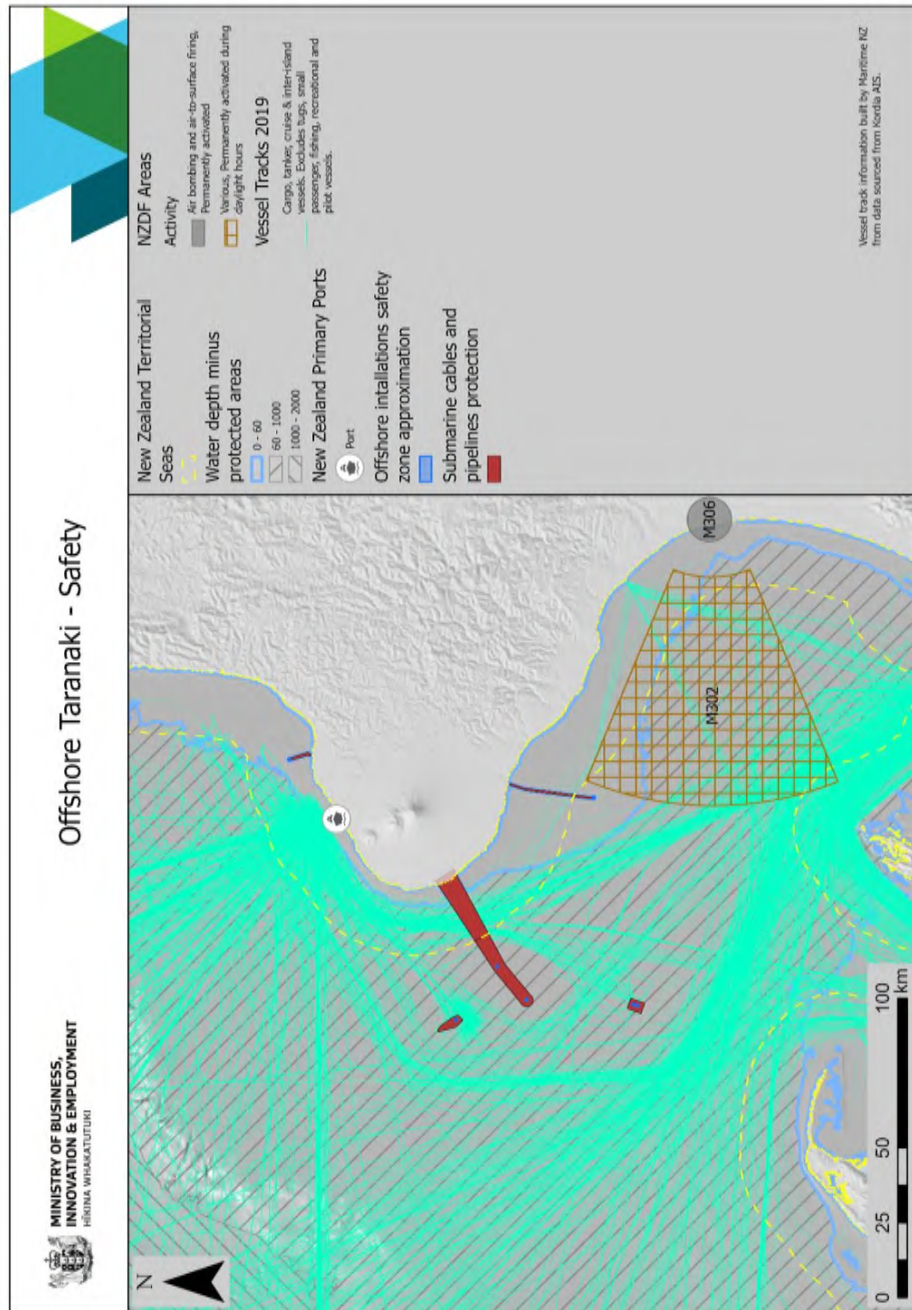 MINISTRY OF BUSINESS,
INNOVATION & EMPLOYMENT
HĪKINA WHAKATUTUKI
Offshore Taranaki - Safety
N
M302
M306
0
25
50
100
km
New Zealand Territorial
Seas
Water depth minus
protected areas
0 - 60
60 - 1000
1000 - 2000
New Zealand Primary Ports
Port
Offshore intallations safety
zone approximation
Submarine cables and
pipelines protection
NZDF Areas
Activity
Air bombing and air-to-surface firing,
Permanently activated
Various, Permanently activated during
daylight hours
Vessel Tracks 2019
Cargo, tanker, cruise & inter-island
vessels. Excludes tugs, small
passenger, fishing, recreational and
pilot vessels.
Vessel track information built by Maritime NZ
from data sourced from Kordia AIS.